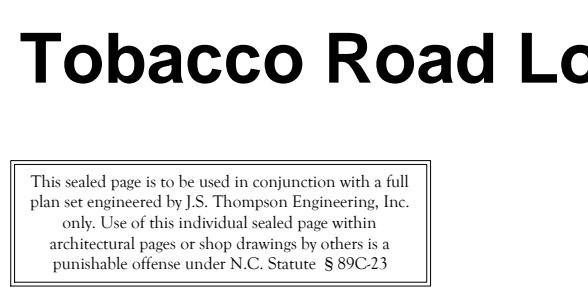 Tobacco Road
This sealed page is to be used in conjunction with a full
plan set engineered by J.S. Thompson Engineering, Inc.
only. Use of this individual sealed page within
architectural pages or shop drawings by others is a
punishable offense under N.C. Statute § 89C-23